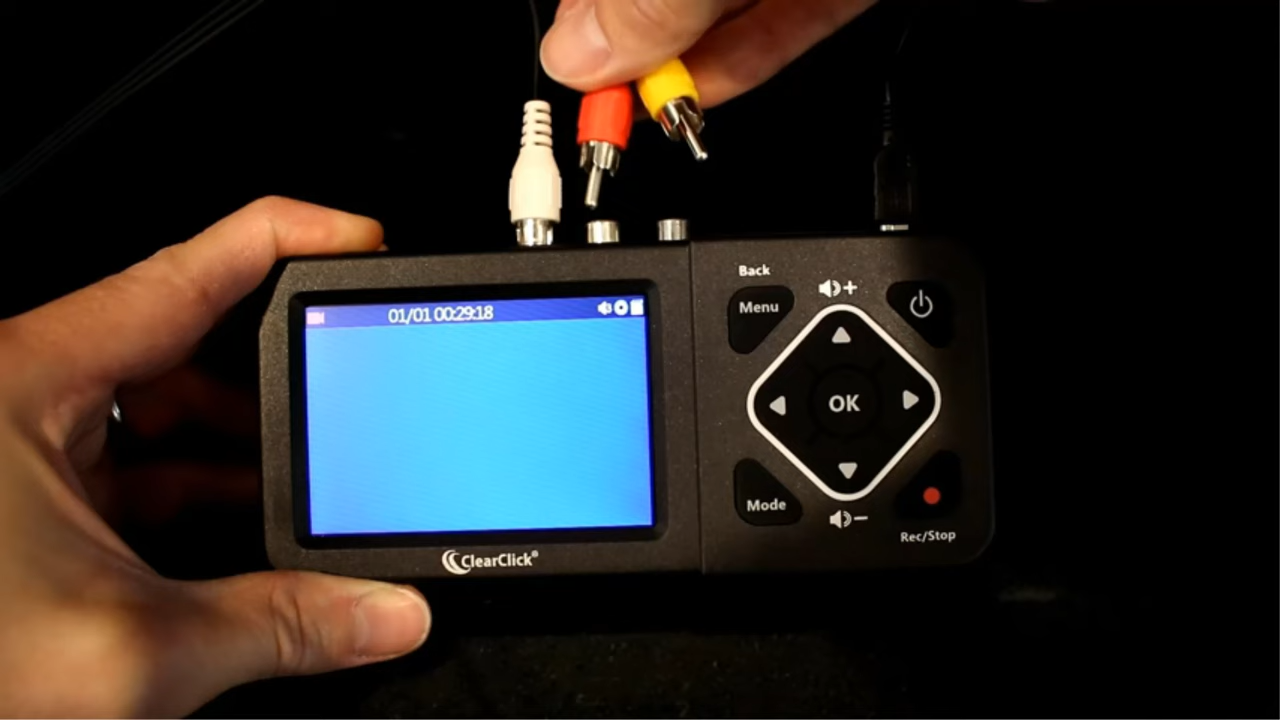 01/01 00:29:18
Back
Menu
+
OK
Mode
-
Rec/Stop
ClearClick®